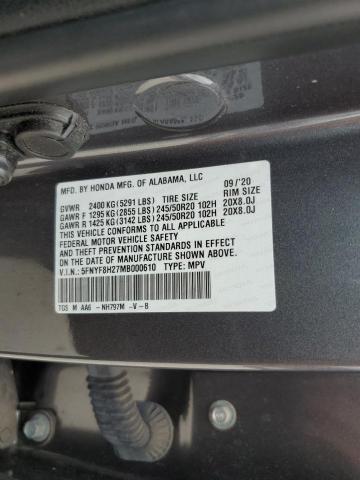 MFD. BY HONDA MFG. OF ALABAMA, LLC 09/'20
GVWR 2400 KG (5291 LBS) TIRE SIZE RIM SIZE
GAWR F 1295 KG (2855 LBS) 245/50R20 102H 20X8.0J
GAWR R 1425 KG (3142 LBS) 245/50R20 102H 20X8.0J
THIS VEHICLE CONFORMS TO ALL APPLICABLE
FEDERAL MOTOR VEHICLE SAFETY
AND THEFT PREVENTION STANDARDS IN EFFECT
ON THE DATE OF MANUFACTURE SHOWN ABOVE.
V.I.N.: 5FNYF8H27MB000610 TYPE: MPV
TGS M AA6 -NH797M -V-B